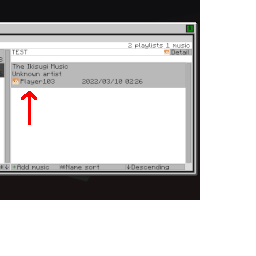 2 playlists 1 music
TEST Detail
The Ikisugi Music
Unknown artist
Player103 2022/03/10 02:26
+Add music Name sort ↓Descending